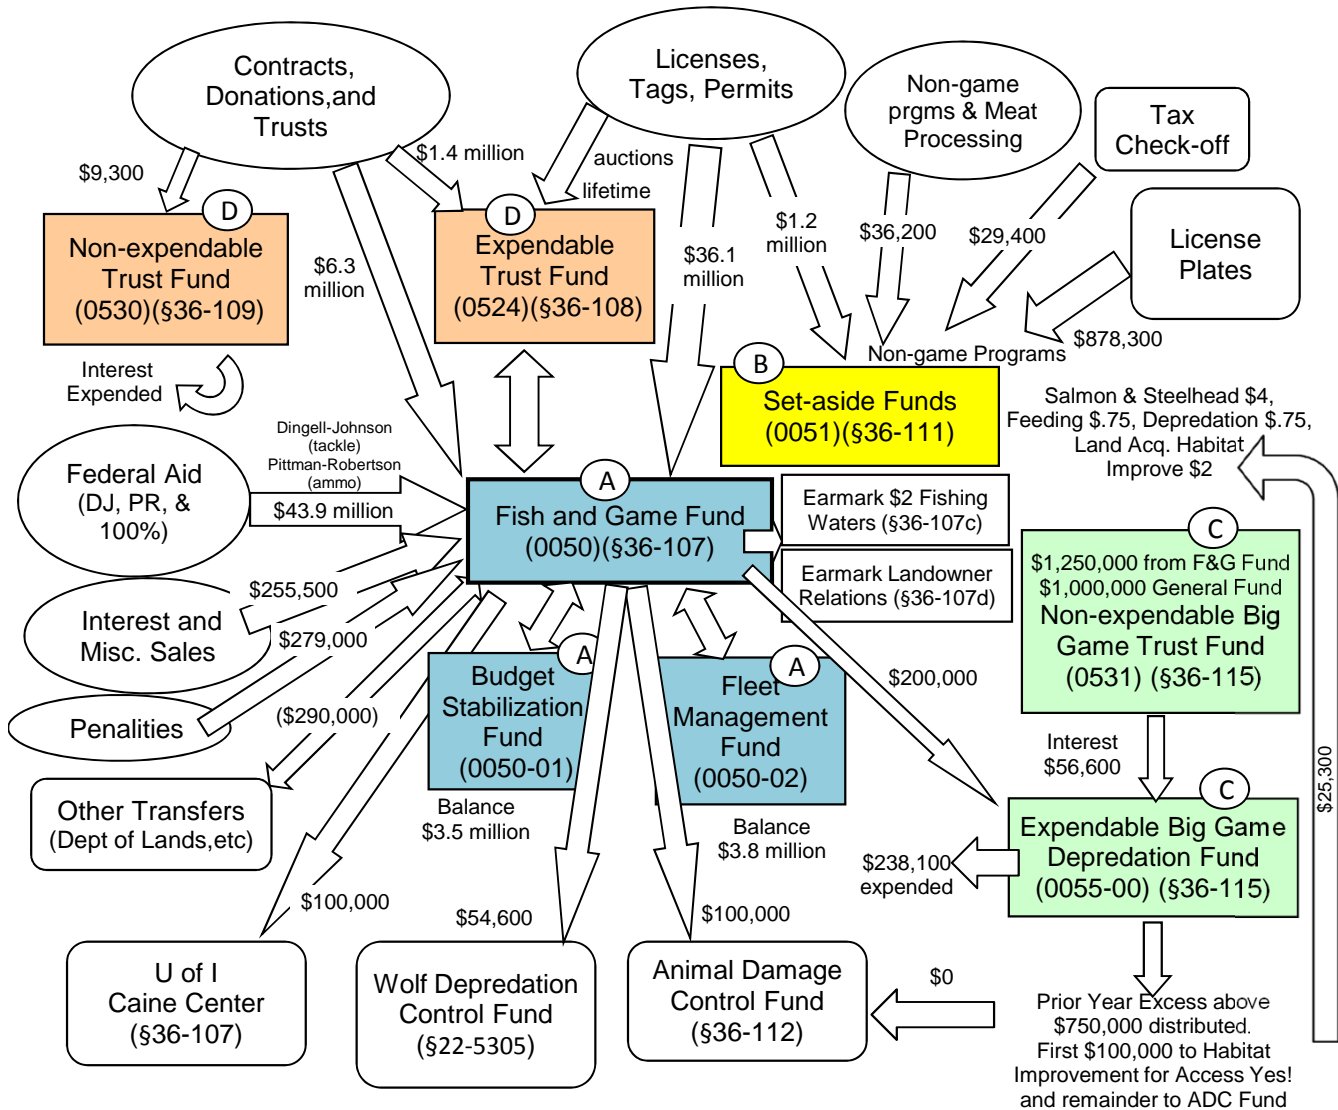 Contracts,
Donations,and
Trusts
Licenses,
Tags, Permits
Non-game
prgms & Meat
Processing
Tax
Check-off
License
Plates
$9,300
$1.4 million
auctions
lifetime
$6.3
million
$36.1
million
$1.2
million
$36,200
$29,400
$878,300
D
Non-expendable
Trust Fund
(0530)(§36-109)
D
Expendable
Trust Fund
(0524)(§36-108)
Interest
Expended
Non-game Programs
B
Set-aside Funds
(0051)(§36-111)
Salmon & Steelhead $4,
Feeding $.75, Depredation $.75,
Land Acq. Habitat
Improve $2
Federal Aid
(DJ, PR, &
100%)
Dingell-Johnson
(tackle)
Pittman-Robertson
(ammo)
$43.9 million
A
Fish and Game Fund
(0050)(§36-107)
Earmark $2 Fishing
Waters (§36-107c)
Earmark Landowner
Relations (§36-107d)
C
$1,250,000 from F&G Fund
$1,000,000 General Fund
Non-expendable Big
Game Trust Fund
(0531) (§36-115)
Interest and
Misc. Sales
$255,500
$279,000
Penalities
($290,000)
Other Transfers
(Dept of Lands,etc)
A
Budget
Stabilization
Fund
(0050-01)
Balance
$3.5 million
A
Fleet
Management
Fund
(0050-02)
Balance
$3.8 million
$200,000
Interest
$56,600
C
Expendable Big Game
Depredation Fund
(0055-00) (§36-115)
$238,100
expended
$25,300
$100,000
$54,600
$100,000
$0
U of I
Caine Center
(§36-107)
Wolf Depredation
Control Fund
(§22-5305)
Animal Damage
Control Fund
(§36-112)
Prior Year Excess above
$750,000 distributed.
First $100,000 to Habitat
Improvement for Access Yes!
and remainder to ADC Fund